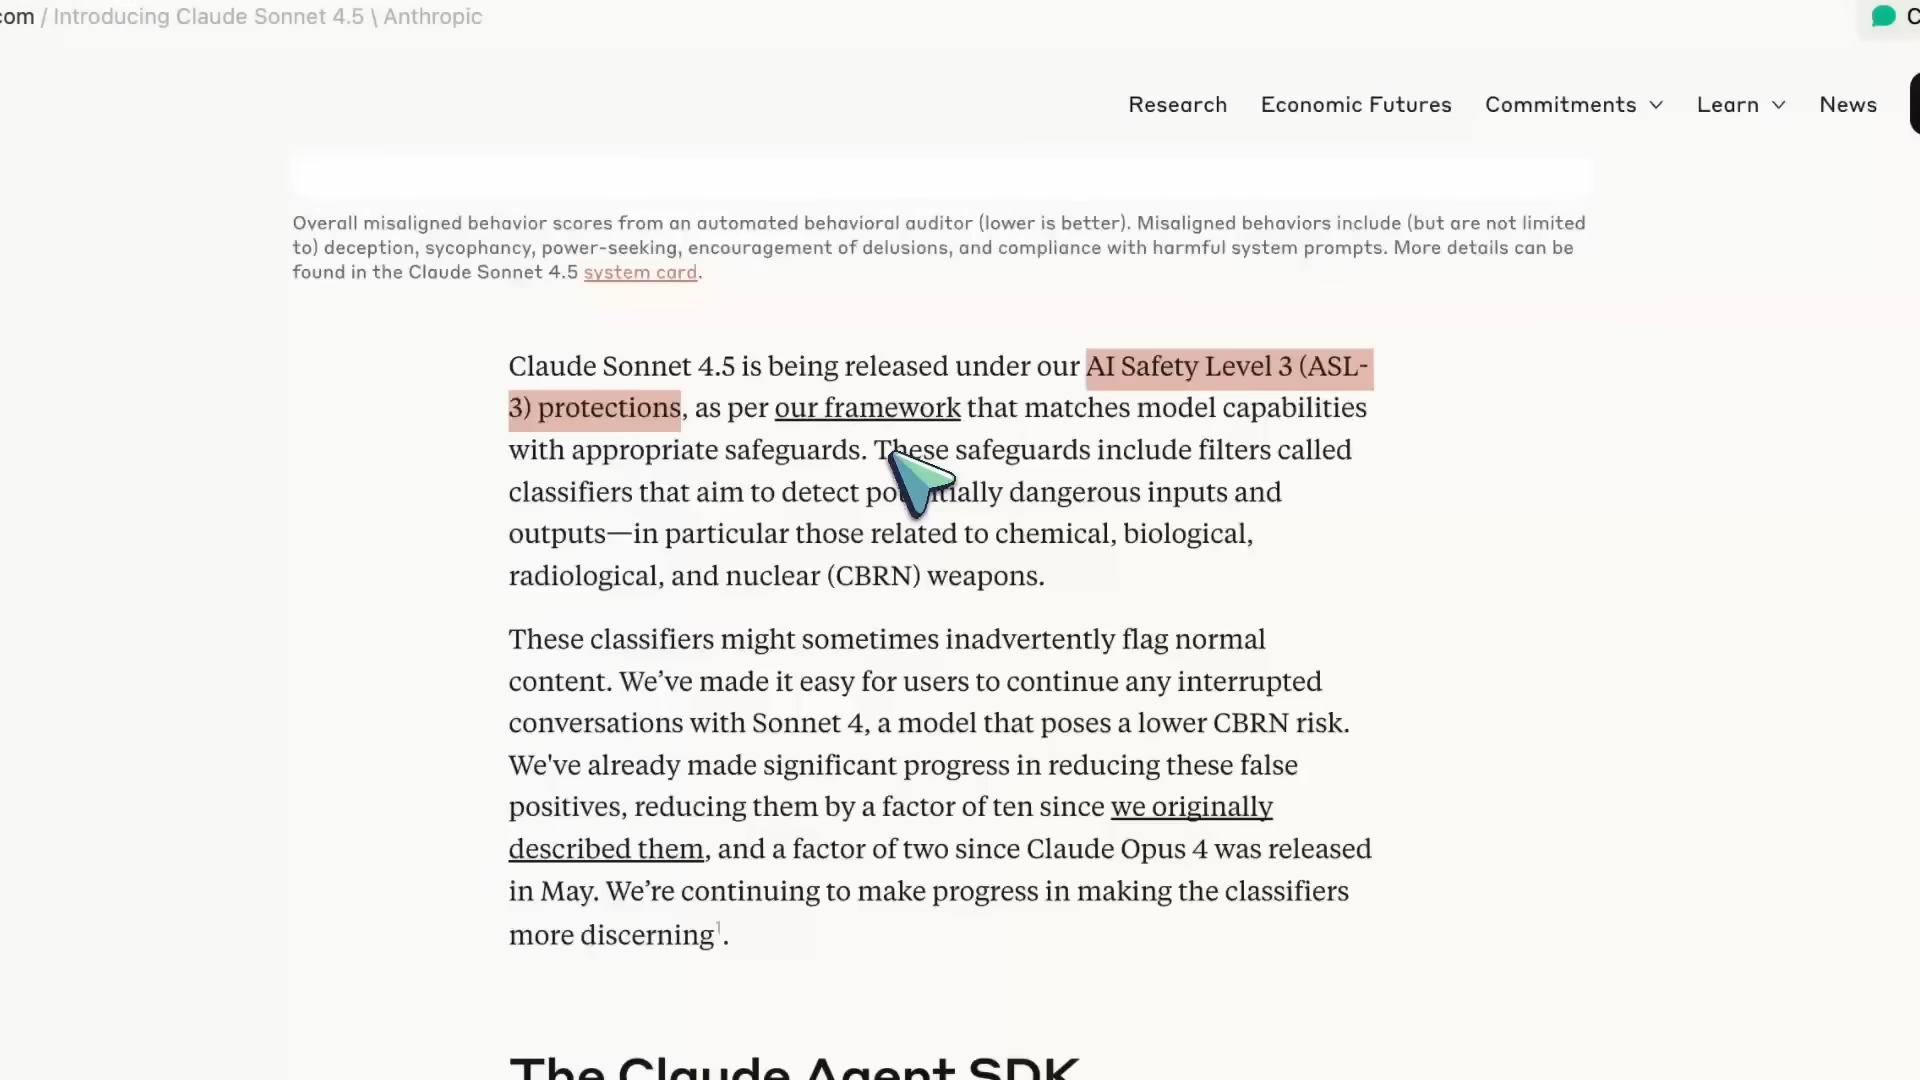 com / Introducing Claude Sonnet 4.5 \ Anthropic
Research Economic Futures Commitments Learn News
Overall misaligned behavior scores from an automated behavioral auditor (lower is better). Misaligned behaviors include (but are not limited
to) deception, sycophancy, power-seeking, encouragement of delusions, and compliance with harmful system prompts. More details can be
found in the Claude Sonnet 4.5 system card.
Claude Sonnet 4.5 is being released under our AI Safety Level 3 (ASL-
3) protections, as per our framework that matches model capabilities
with appropriate safeguards. These safeguards include filters called
classifiers that aim to detect potentially dangerous inputs and
outputs—in particular those related to chemical, biological,
radiological, and nuclear (CBRN) weapons.
These classifiers might sometimes inadvertently flag normal
content. We’ve made it easy for users to continue any interrupted
conversations with Sonnet 4, a model that poses a lower CBRN risk.
We've already made significant progress in reducing these false
positives, reducing them by a factor of ten since we originally
described them, and a factor of two since Claude Opus 4 was released
in May. We’re continuing to make progress in making the classifiers
more discerning¹.
The Claude Agent SDK